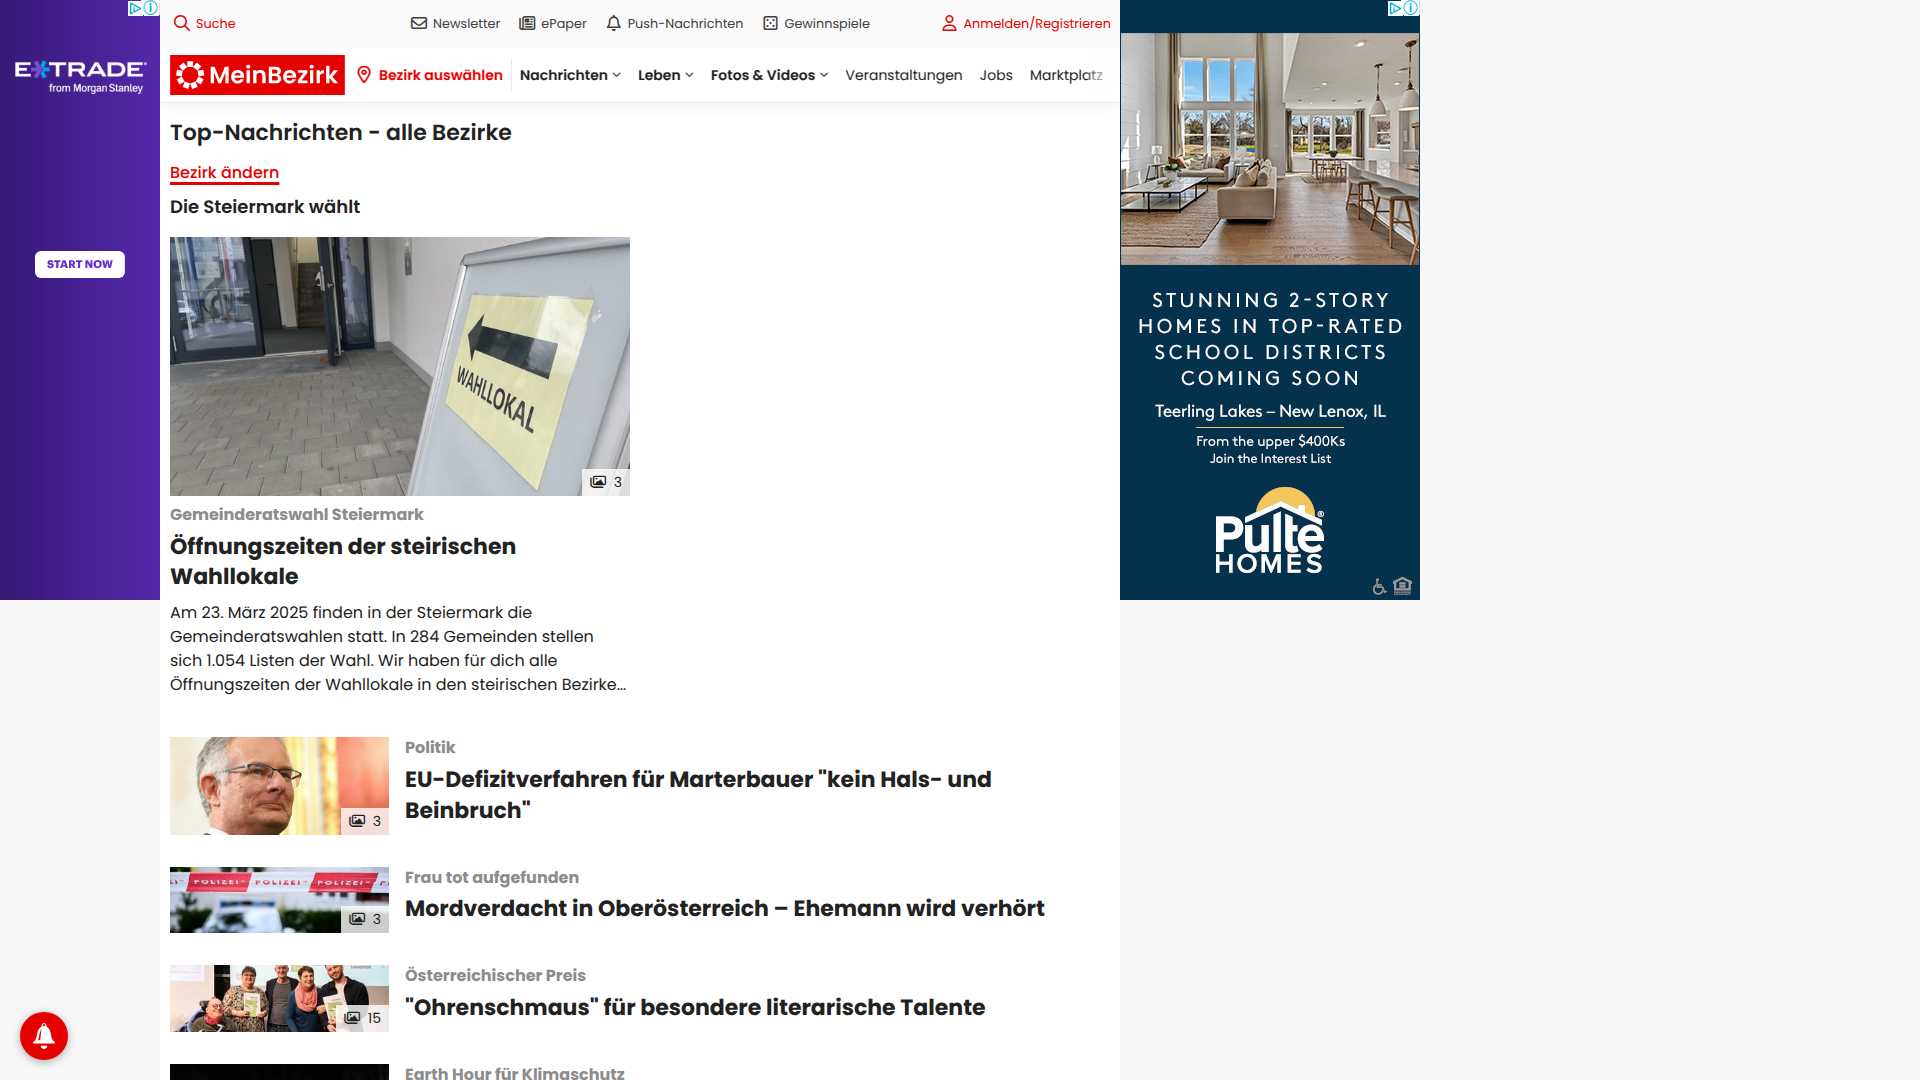 Suche
Newsletter
ePaper
Push-Nachrichten
Gewinnspiele
Anmelden/Registrieren
E*TRADE
from Morgan Stanley
START NOW
MeinBezirk
Bezirk auswählen
Nachrichten
Leben
Fotos & Videos
Veranstaltungen
Jobs
Marktplatz
Top-Nachrichten - alle Bezirke
Bezirk ändern
Die Steiermark wählt
WAHLLOKAL
3
Gemeinderatswahl Steiermark
Öffnungszeiten der steirischen
Wahllokale
Am 23. März 2025 finden in der Steiermark die
Gemeinderatswahlen statt. In 284 Gemeinden stellen
sich 1.054 Listen der Wahl. Wir haben für dich alle
Öffnungszeiten der Wahllokale in den steirischen Bezirke...
3
Politik
EU-Defizitverfahren für Marterbauer "kein Hals- und
Beinbruch"
POLIZEI POLIZEI POLIZEI
3
Frau tot aufgefunden
Mordverdacht in Oberösterreich – Ehemann wird verhört
15
Österreichischer Preis
"Ohrenschmaus" für besondere literarische Talente
Earth Hour für Klimaschutz
STUNNING 2-STORY
HOMES IN TOP-RATED
SCHOOL DISTRICTS
COMING SOON
Teerling Lakes – New Lenox, IL
From the upper $400Ks
Join the Interest List
Pulte®
HOMES